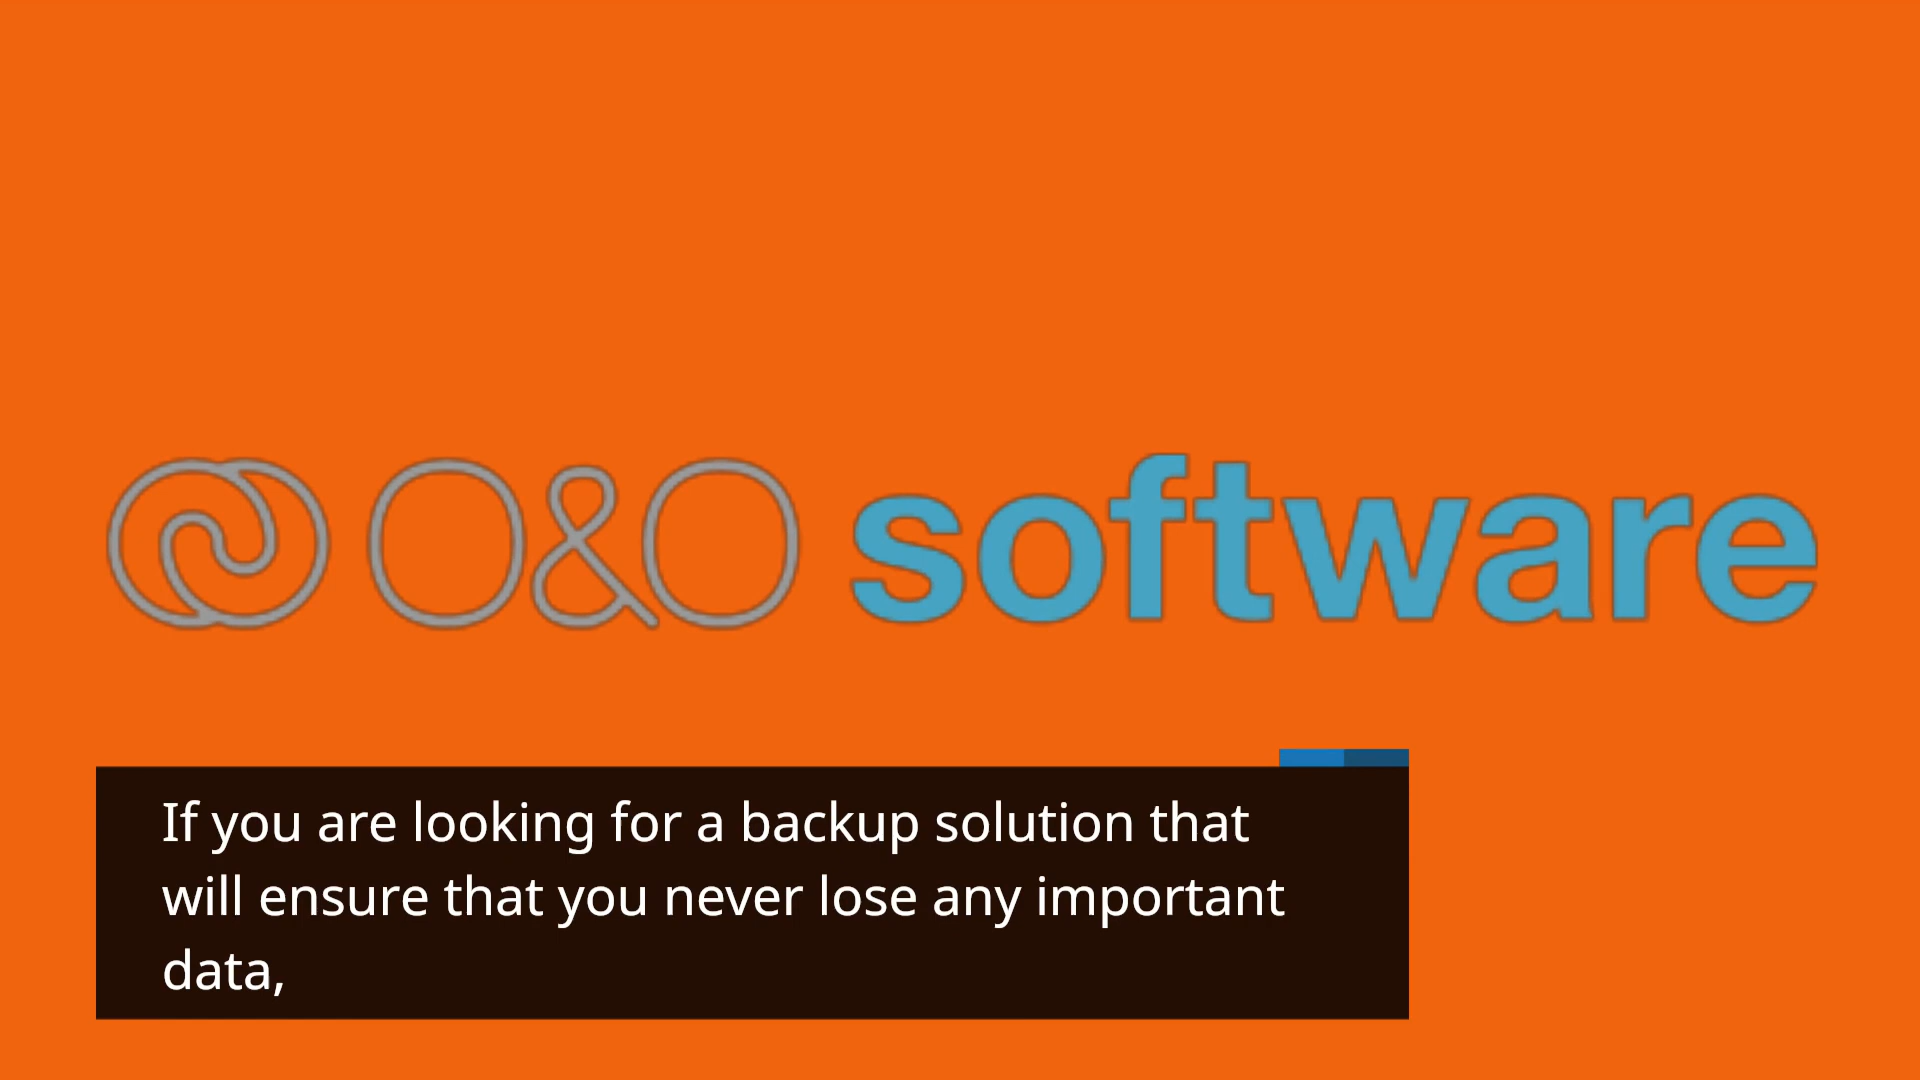 O&O software
If you are looking for a backup solution that
will ensure that you never lose any important
data,